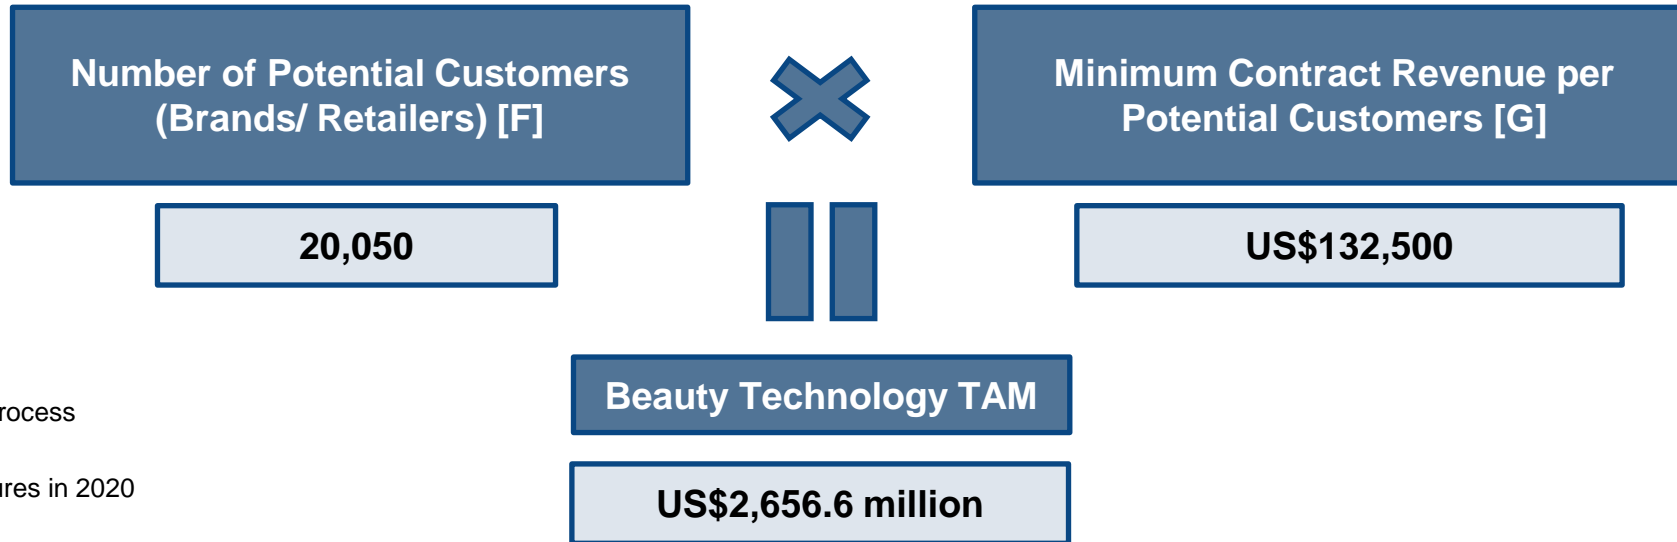 Number of Potential Customers
(Brands/ Retailers) [F]
Minimum Contract Revenue per
Potential Customers [G]
20,050
US$132,500
Beauty Technology TAM
rocess
ures in 2020
US$2,656.6 million